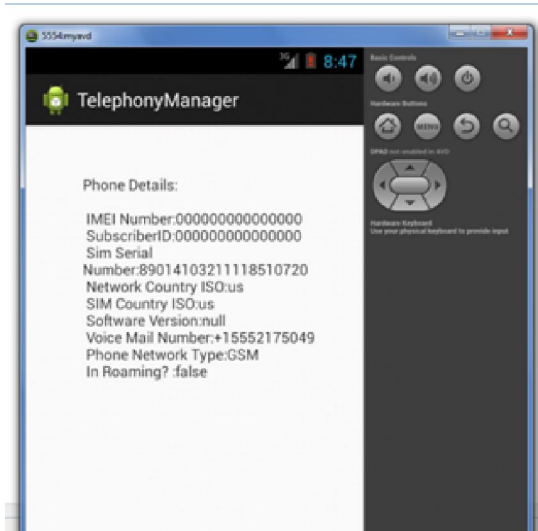 5554:myavd
3G 8:47
TelephonyManager
Phone Details:
IMEI Number:000000000000000
SubscriberID:000000000000000
Sim Serial
Number:89014103211118510720
Network Country ISO:us
SIM Country ISO:us
Software Version:null
Voice Mail Number:+15552175049
Phone Network Type:GSM
In Roaming? :false
Basic Controls
Hardware Buttons
MENU
DPAD not enabled in AVD
Hardware Keyboard
Use your physical keyboard to provide input